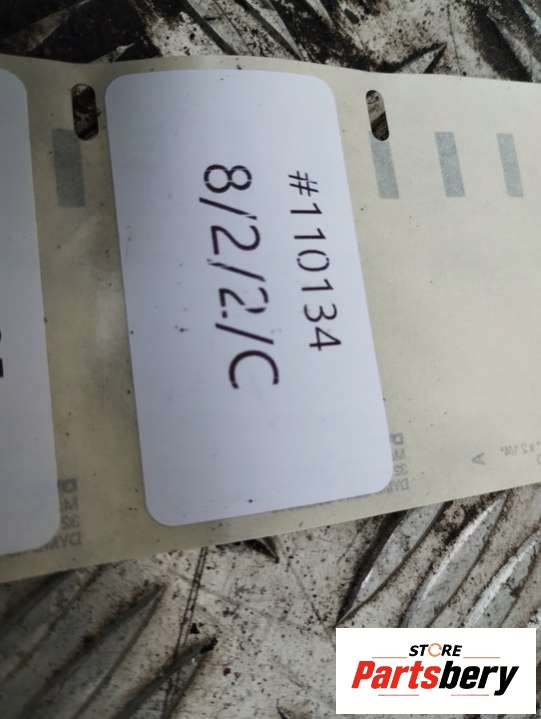 #110134
8/2/2/C
A
STORE
Partsbery